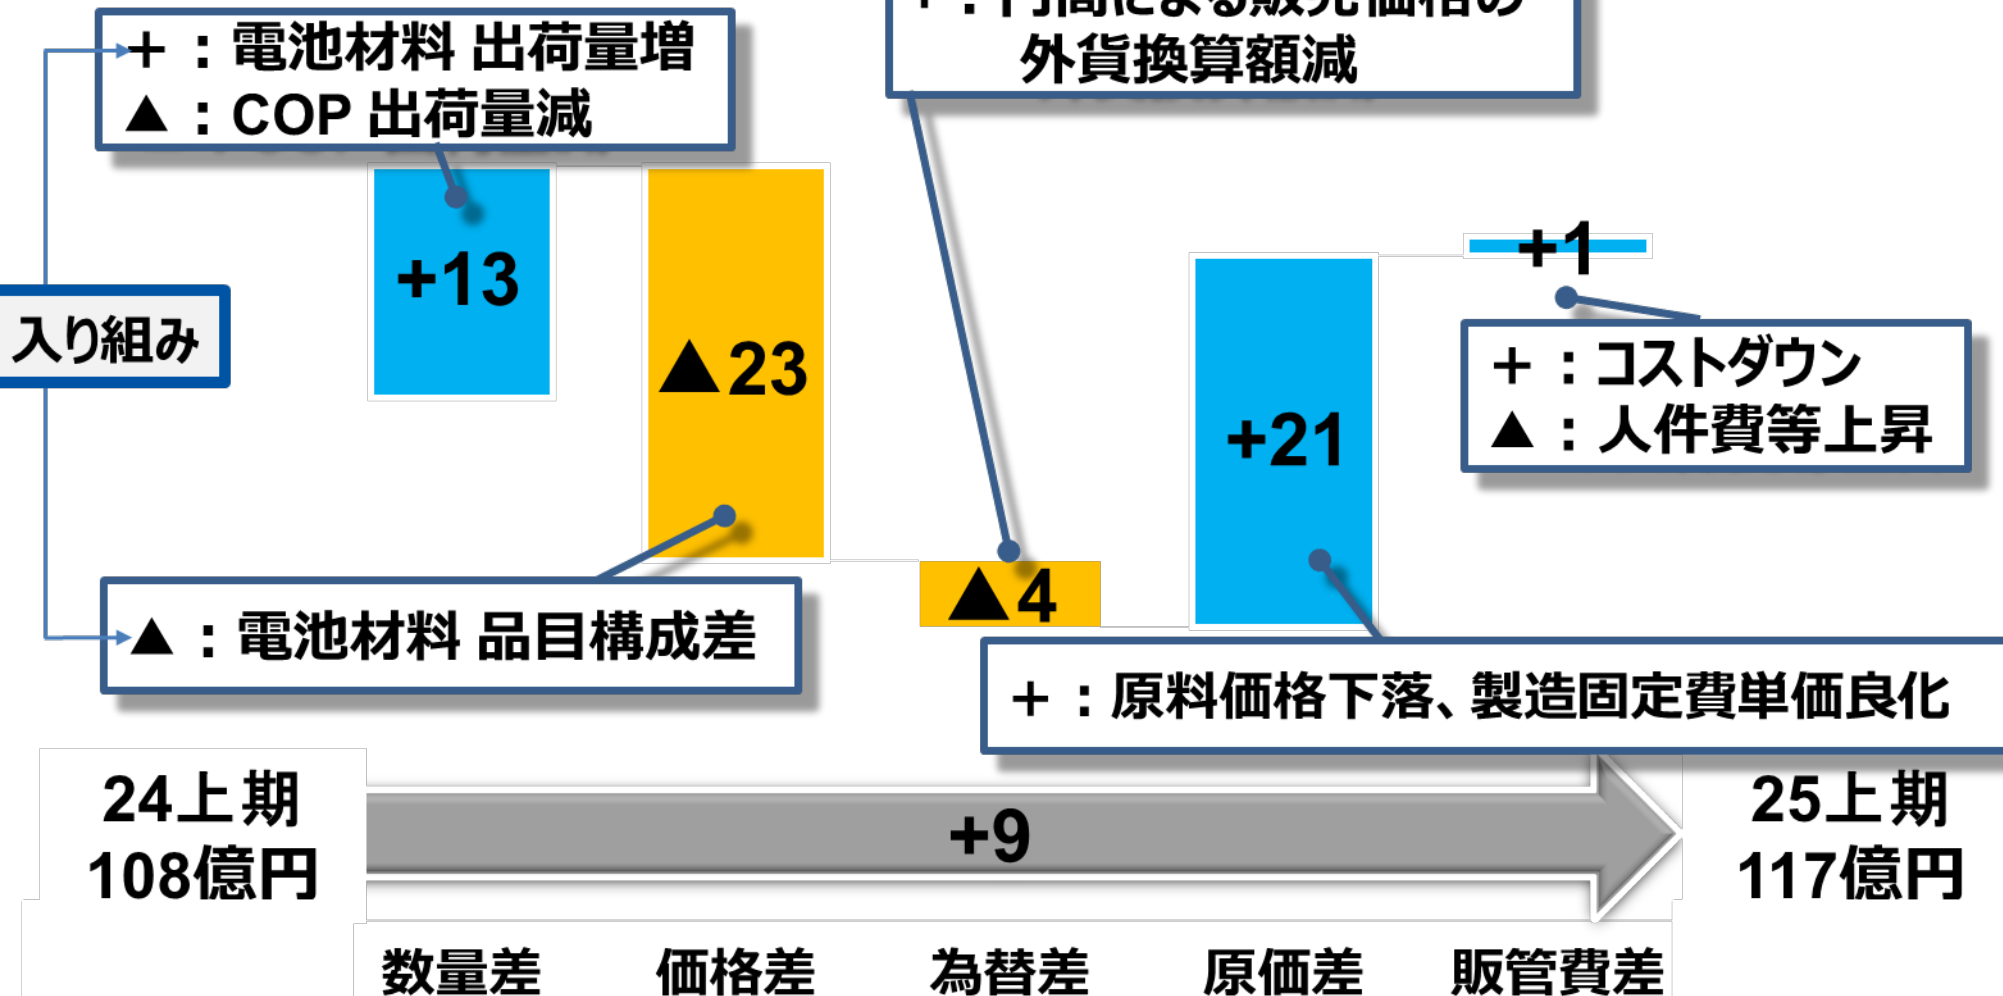 ＋：電池材料 出荷量増
▲：COP 出荷量減
外貨換算額減
+13
▲23
▲4
+21
+1
入り組み
＋：コストダウン
▲：人件費等上昇
▲：電池材料 品目構成差
＋：原料価格下落、製造固定費単価良化
24上期
108億円
+9
25上期
117億円
数量差
価格差
為替差
原価差
販管費差